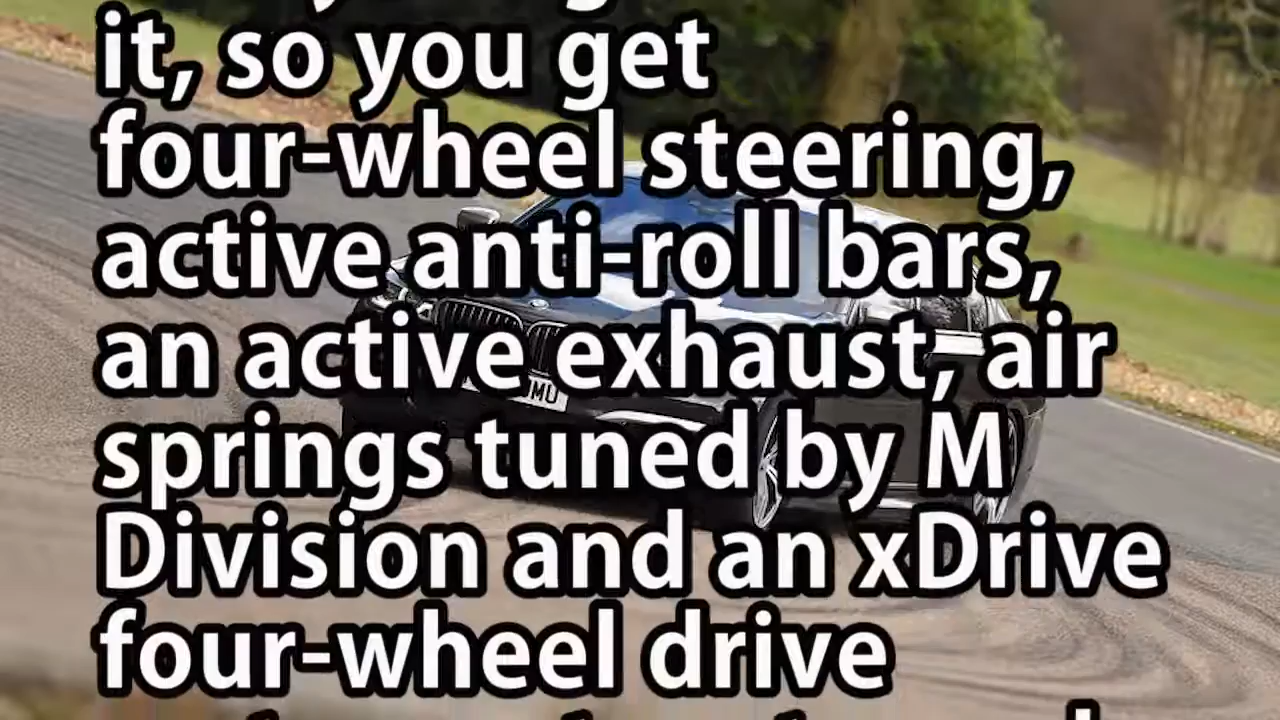 it, so you get
four-wheel steering,
active anti-roll bars,
an active exhaust, air
springs tuned by M
Division and an xDrive
four-wheel drive
MU